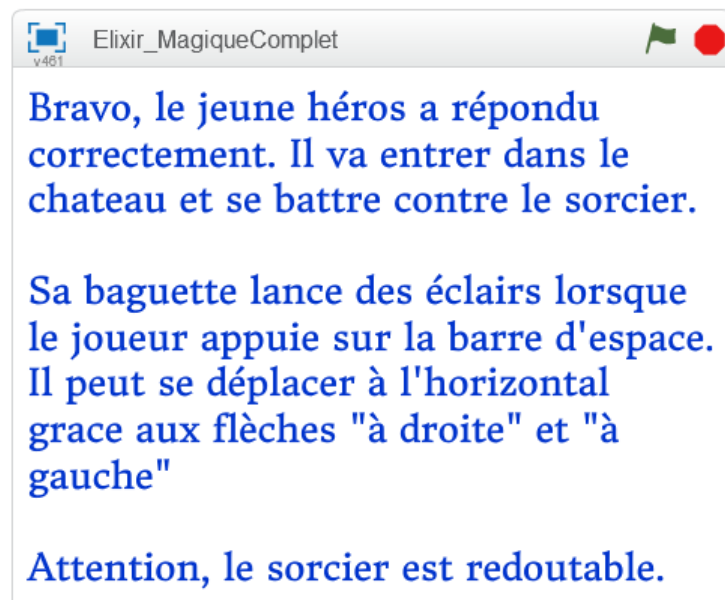 Elixir_MagiqueComplet
v461
Bravo, le jeune héros a répondu
correctement. Il va entrer dans le
chateau et se battre contre le sorcier.
Sa baguette lance des éclairs lorsque
le joueur appuie sur la barre d'espace.
Il peut se déplacer à l'horizontal
grace aux flèches "à droite" et "à
gauche"
Attention, le sorcier est redoutable.